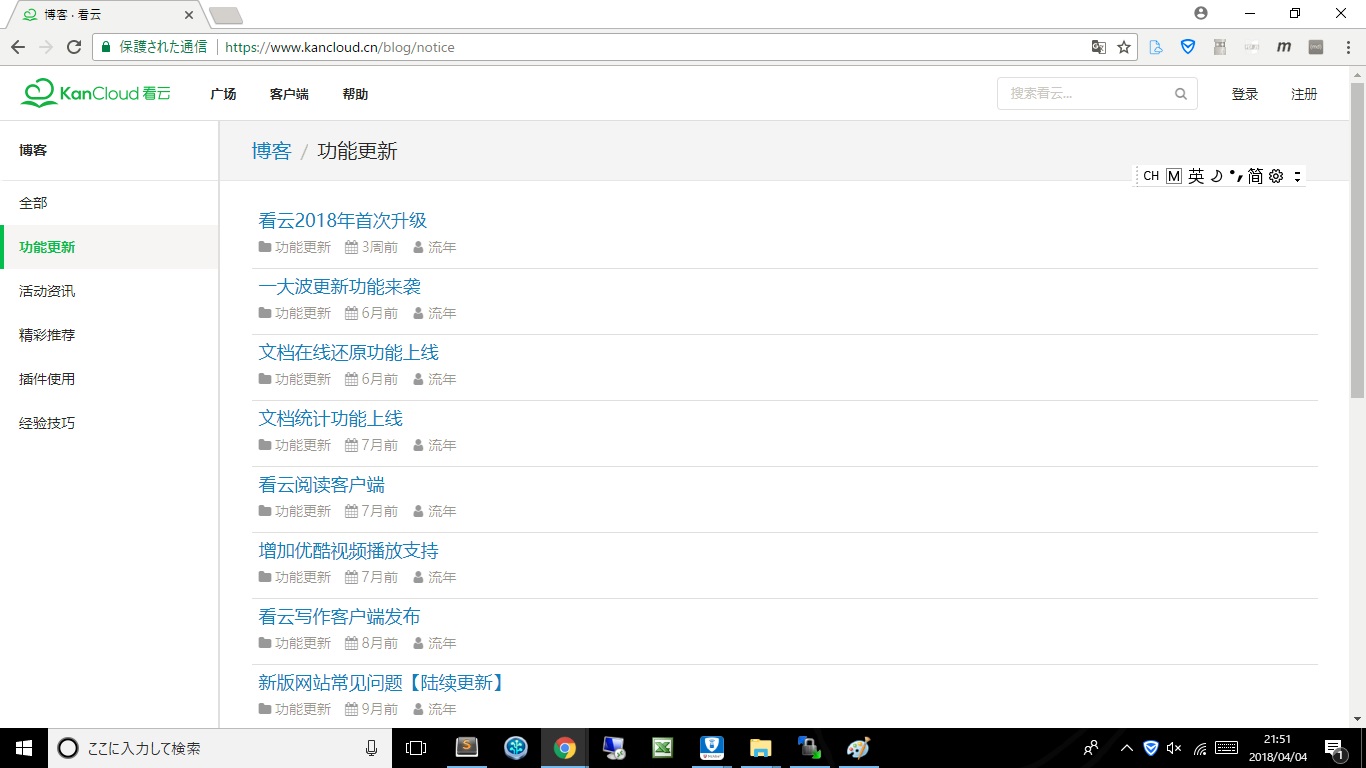 博客 · 看云
保護された通信
https://www.kancloud.cn/blog/notice
KanCloud 看云
广场
客户端
帮助
搜索看云...
登录
注册
博客
博客 / 功能更新
CH M 英 简
全部
功能更新
活动资讯
精彩推荐
插件使用
经验技巧
看云2018年首次升级
功能更新 3周前 流年
一大波更新功能来袭
功能更新 6月前 流年
文档在线还原功能上线
功能更新 6月前 流年
文档统计功能上线
功能更新 7月前 流年
看云阅读客户端
功能更新 7月前 流年
增加优酷视频播放支持
功能更新 7月前 流年
看云写作客户端发布
功能更新 8月前 流年
新版网站常见问题【陆续更新】
功能更新 9月前 流年
ここに入力して検索
21:51
2018/04/04
1